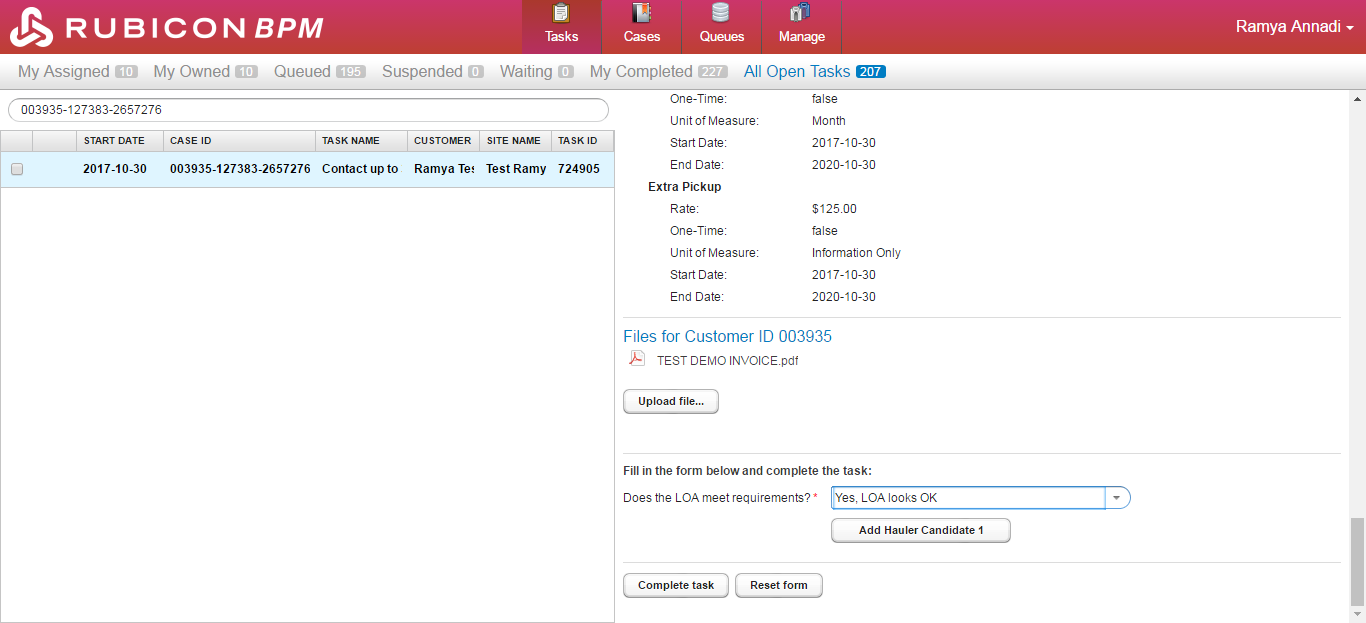 RUBICON BPM
Tasks Cases Queues Manage
Ramya Annadi
My Assigned 10 My Owned 10 Queued 195 Suspended 0 Waiting 0 My Completed 227 All Open Tasks 207
003935-127383-2657276
START DATE CASE ID TASK NAME CUSTOMER SITE NAME TASK ID
2017-10-30 003935-127383-2657276 Contact up to Ramya Tes Test Ramy 724905
One-Time: false
Unit of Measure: Month
Start Date: 2017-10-30
End Date: 2020-10-30
Extra Pickup
Rate: $125.00
One-Time: false
Unit of Measure: Information Only
Start Date: 2017-10-30
End Date: 2020-10-30
Files for Customer ID 003935
TEST DEMO INVOICE.pdf
Upload file...
Fill in the form below and complete the task:
Does the LOA meet requirements? * Yes, LOA looks OK
Add Hauler Candidate 1
Complete task Reset form